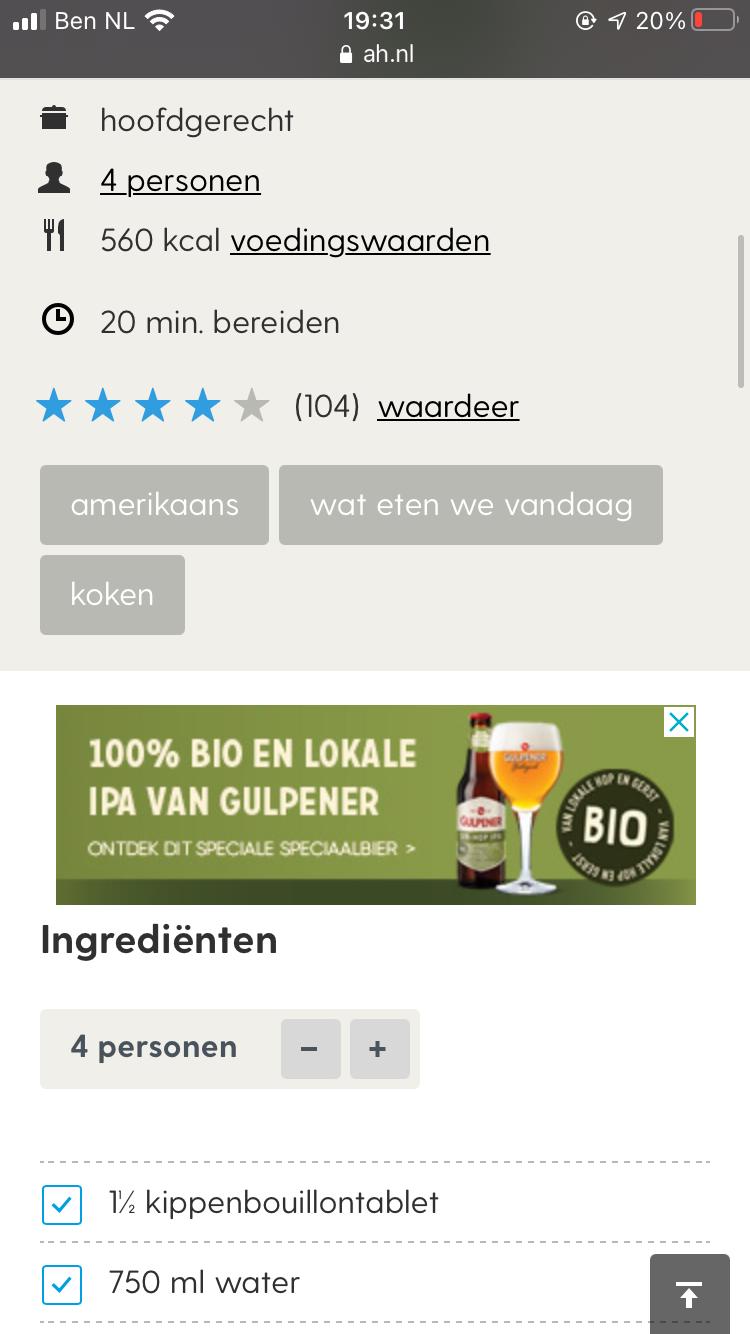 Ben NL
19:31
20%
ah.nl
hoofdgerecht
4 personen
560 kcal voedingswaarden
20 min. bereiden
(104) waardeer
amerikaans
wat eten we vandaag
koken
100% BIO EN LOKALE
IPA VAN GULPENER
ONTDEK DIT SPECIALE SPECIAALBIER >
GULPENER
GULPENER
VAN LOKALE HOP EN GERST - VAN LOKALE HOP EN GERST -
BIO
Ingrediënten
4 personen
− +
1½ kippenbouillontablet
750 ml water